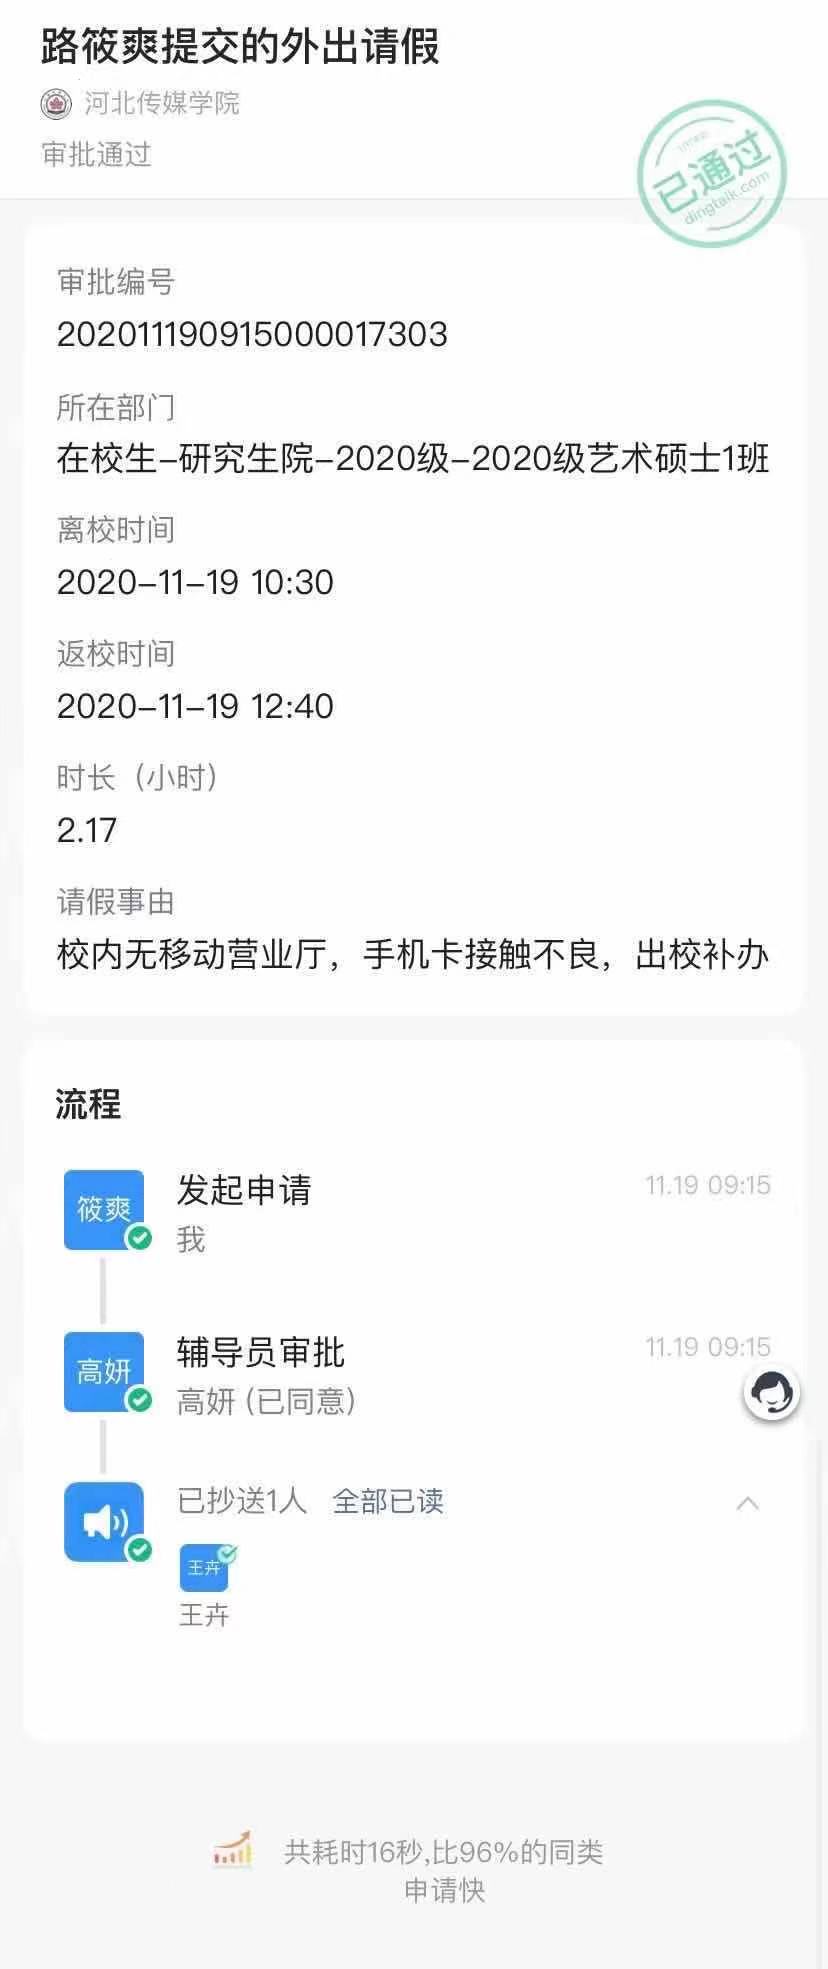 路筱爽提交的外出请假
河北传媒学院
审批通过
已通过
dingtalk.com
审批编号
202011190915000017303
所在部门
在校生-研究生院-2020级-2020级艺术硕士1班
离校时间
2020-11-19 10:30
返校时间
2020-11-19 12:40
时长（小时）
2.17
请假事由
校内无移动营业厅，手机卡接触不良，出校补办
流程
筱爽
发起申请
11.19 09:15
我
高妍
辅导员审批
11.19 09:15
高妍 (已同意)
已抄送1人 全部已读
王卉
王卉
共耗时16秒,比96%的同类
申请快